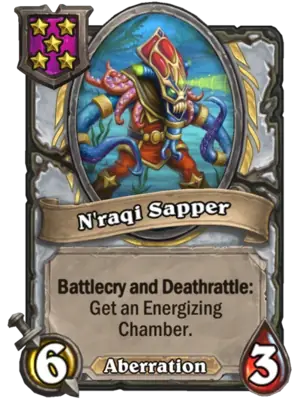 N'raqi Sapper
Battlecry and Deathrattle:
Get an Energizing
Chamber.
6
Aberration
3